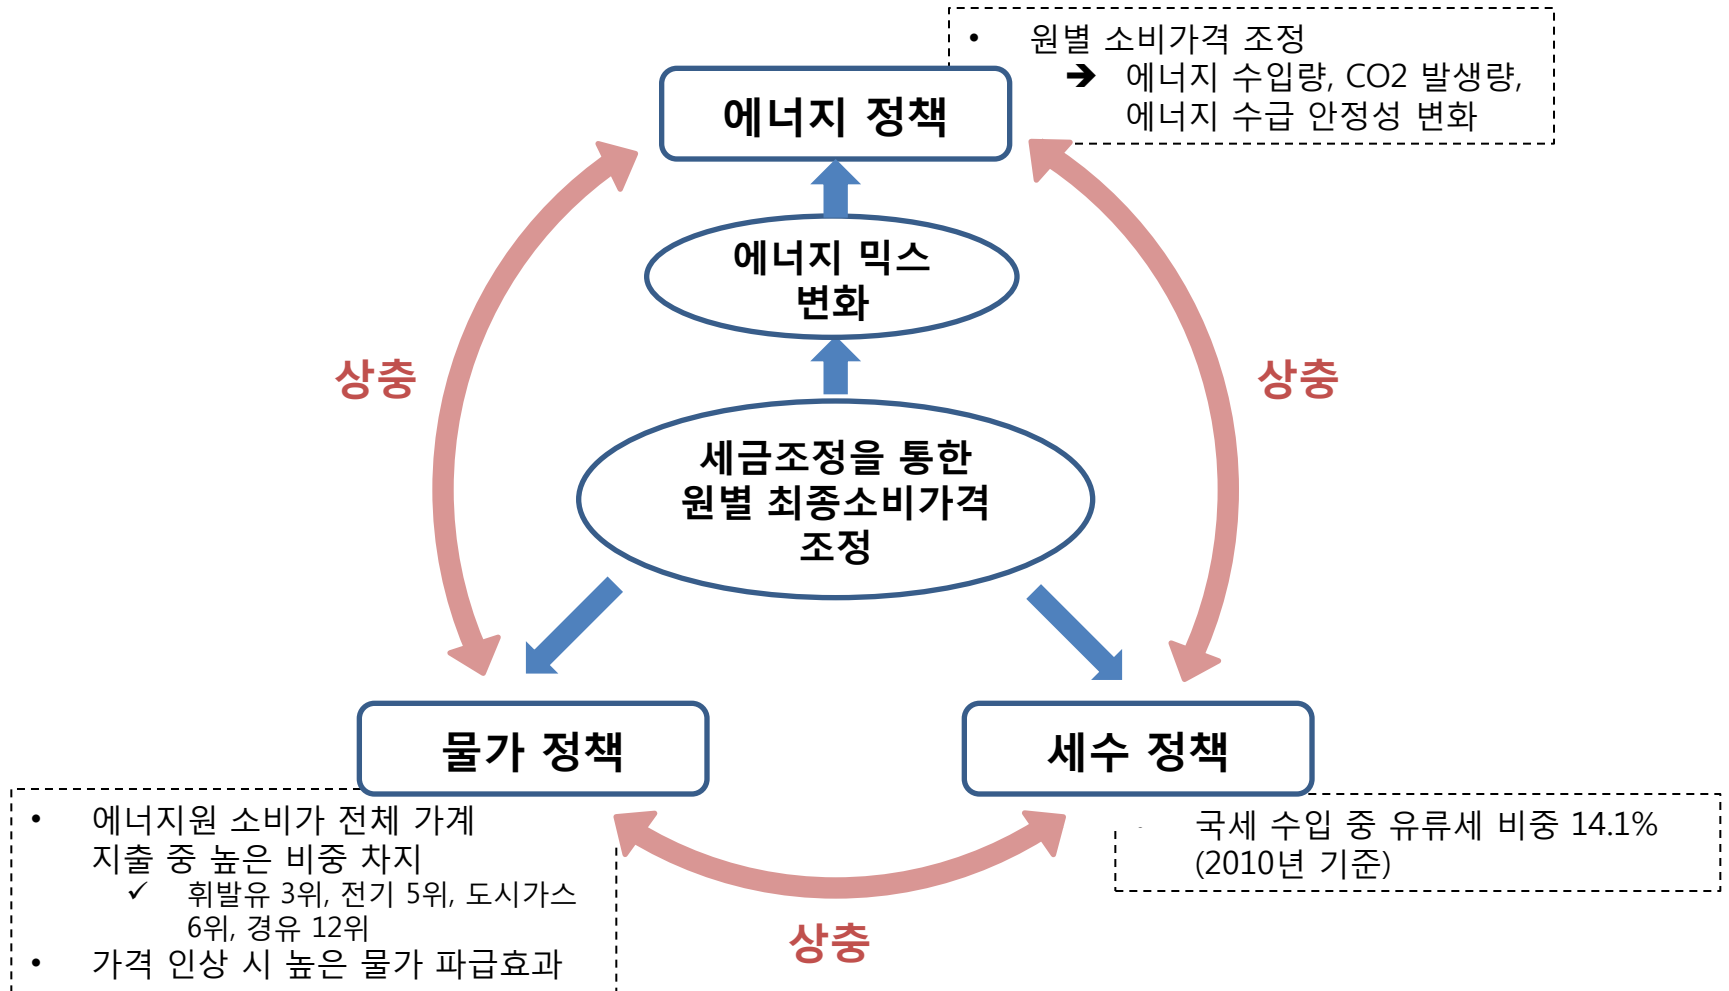 • 원별 소비가격 조정
➔ 에너지 수입량, CO2 발생량,
에너지 수급 안정성 변화
에너지 정책
에너지 믹스
변화
상충
상충
세금조정을 통한
원별 최종소비가격
조정
물가 정책
세수 정책
• 에너지원 소비가 전체 가계
지출 중 높은 비중 차지
✓ 휘발유 3위, 전기 5위, 도시가스
6위, 경유 12위
• 가격 인상 시 높은 물가 파급효과
- 국세 수입 중 유류세 비중 14.1%
(2010년 기준)
상충